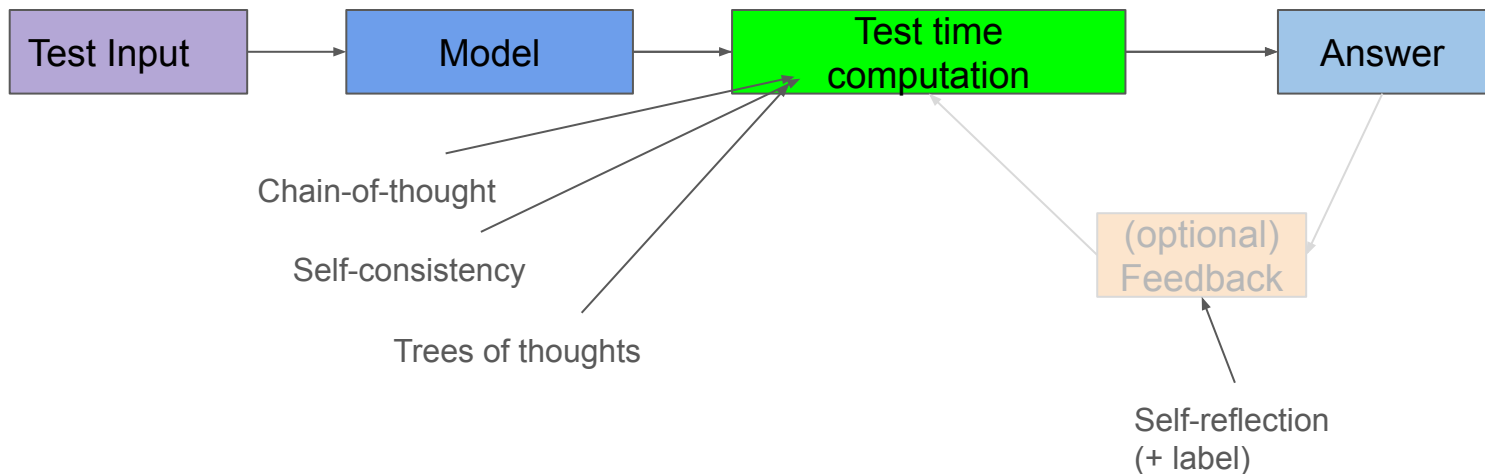 Test Input
Model
Test time
computation
Answer
Chain-of-thought
Self-consistency
Trees of thoughts
(optional)
Feedback
Self-reflection
(+ label)